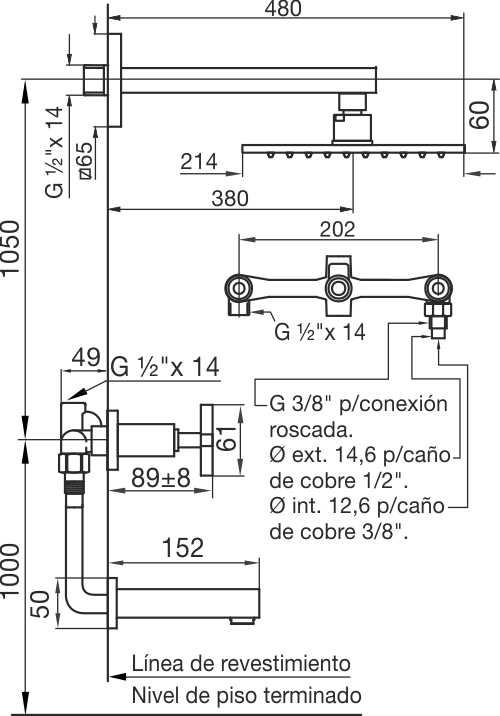 480
G ½"x 14
⧄65
60
214
380
1050
202
G ½"x 14
49
G ½"x 14
G 3/8" p/conexión
roscada.
Ø ext. 14,6 p/caño
de cobre 1/2".
Ø int. 12,6 p/caño
de cobre 3/8".
61
89±8
152
1000
50
Línea de revestimiento
Nivel de piso terminado